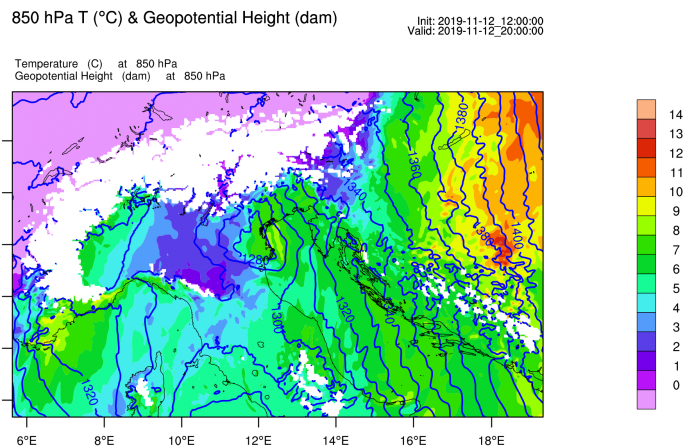 850 hPa T (°C) & Geopotential Height (dam)
Init: 2019-11-12_12:00:00
Valid: 2019-11-12_20:00:00
Temperature (C) at 850 hPa
Geopotential Height (dam) at 850 hPa
1380
1360
1340
1400
1380
1280
1300
1320
1320
14
13
12
11
10
9
8
7
6
5
4
3
2
1
0
6°E
8°E
10°E
12°E
14°E
16°E
18°E